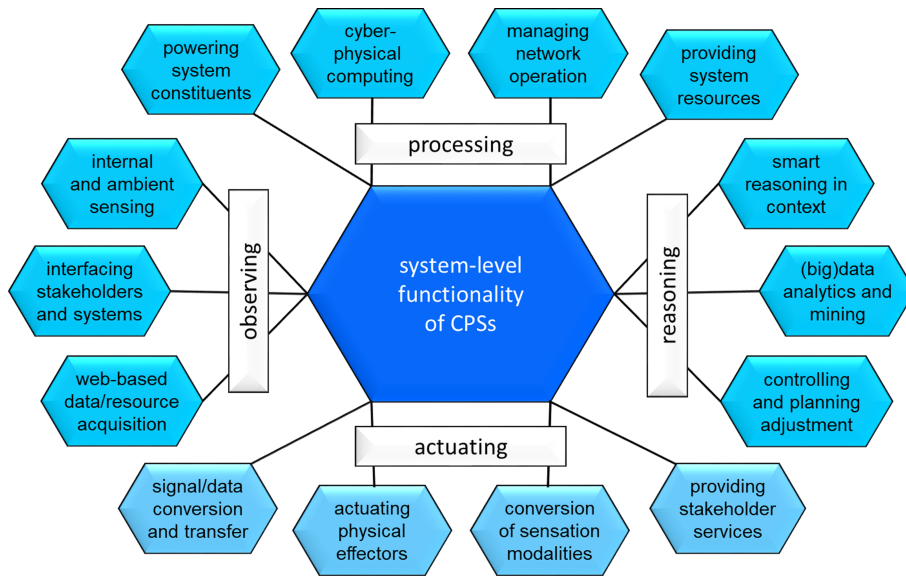 powering
system
constituents
cyber-
physical
computing
managing
network
operation
providing
system
resources
processing
internal
and ambient
sensing
smart
reasoning in
context
interfacing
stakeholders
and systems
observing
system-level
functionality
of CPSs
reasoning
(big)data
analytics and
mining
web-based
data/resource
acquisition
controlling
and planning
adjustment
actuating
signal/data
conversion
and transfer
actuating
physical
effectors
conversion
of sensation
modalities
providing
stakeholder
services